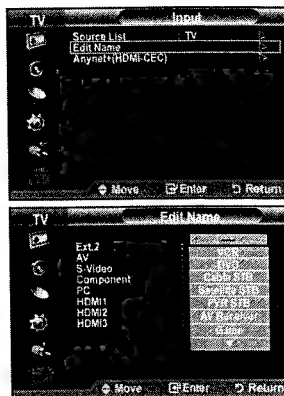 TV Input
Source List : TV
Edit Name
Anynet+(HDMI-CEC)
Move Enter Return
TV Edit Name
Ext.2 :
AV
S-Video
Component
PC
HDMI1
HDMI2
HDMI3
VCR
DVD
Cable STB
Satellite STB
PVR STB
AV Receiver
Game
Move Enter Return